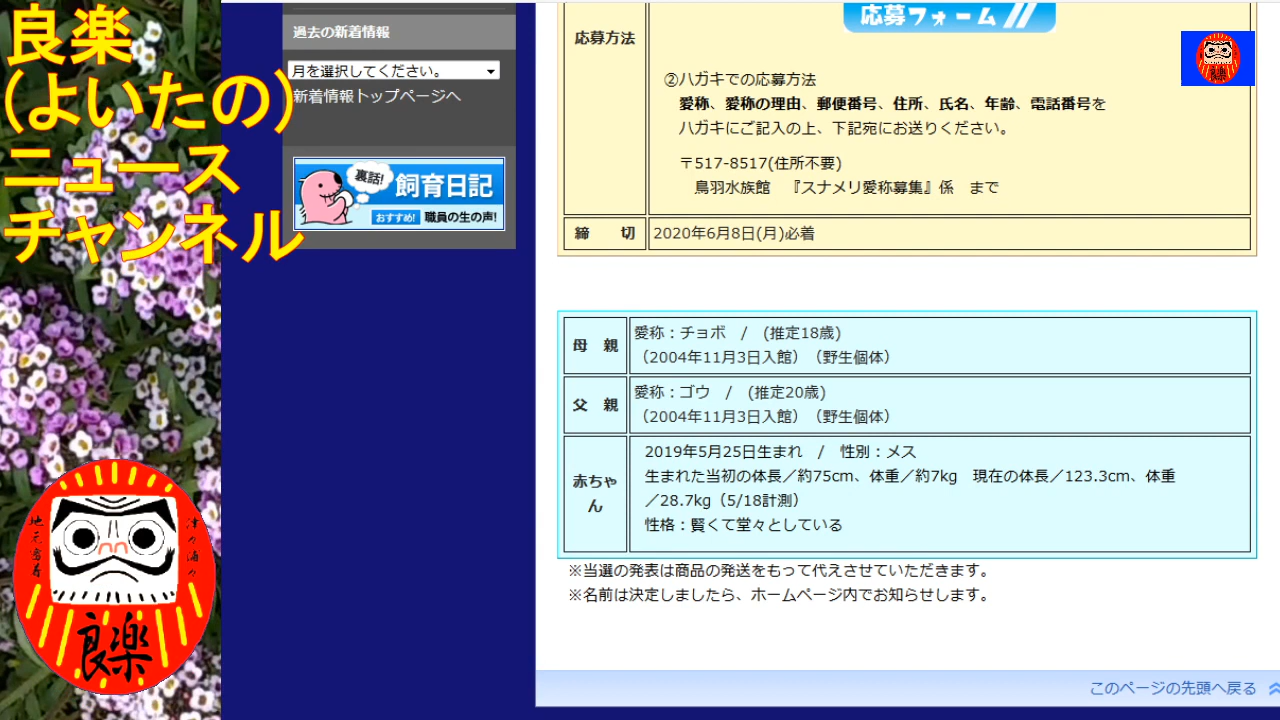 良楽
(よいたの)
ニュース
チャンネル
地元密着
津々浦々
良楽
過去の新着情報
月を選択してください。
新着情報トップページへ
裏話!
飼育日記
おすすめ! 職員の生の声!
応募フォーム
応募方法
②ハガキでの応募方法
愛称、愛称の理由、郵便番号、住所、氏名、年齢、電話番号を
ハガキにご記入の上、下記宛にお送りください。
〒517-8517(住所不要)
鳥羽水族館　『スナメリ愛称募集』係　まで
締　切
2020年6月8日(月)必着
母　親
愛称：チョボ　/　(推定18歳)
（2004年11月3日入館）（野生個体）
父　親
愛称：ゴウ　/　(推定20歳)
（2004年11月3日入館）（野生個体）
赤ちゃ
ん
2019年5月25日生まれ　/　性別：メス
生まれた当初の体長／約75cm、体重／約7kg　現在の体長／123.3cm、体重
／28.7kg（5/18計測）
性格：賢くて堂々としている
※当選の発表は商品の発送をもって代えさせていただきます。
※名前は決定しましたら、ホームページ内でお知らせします。
このページの先頭へ戻る
良楽